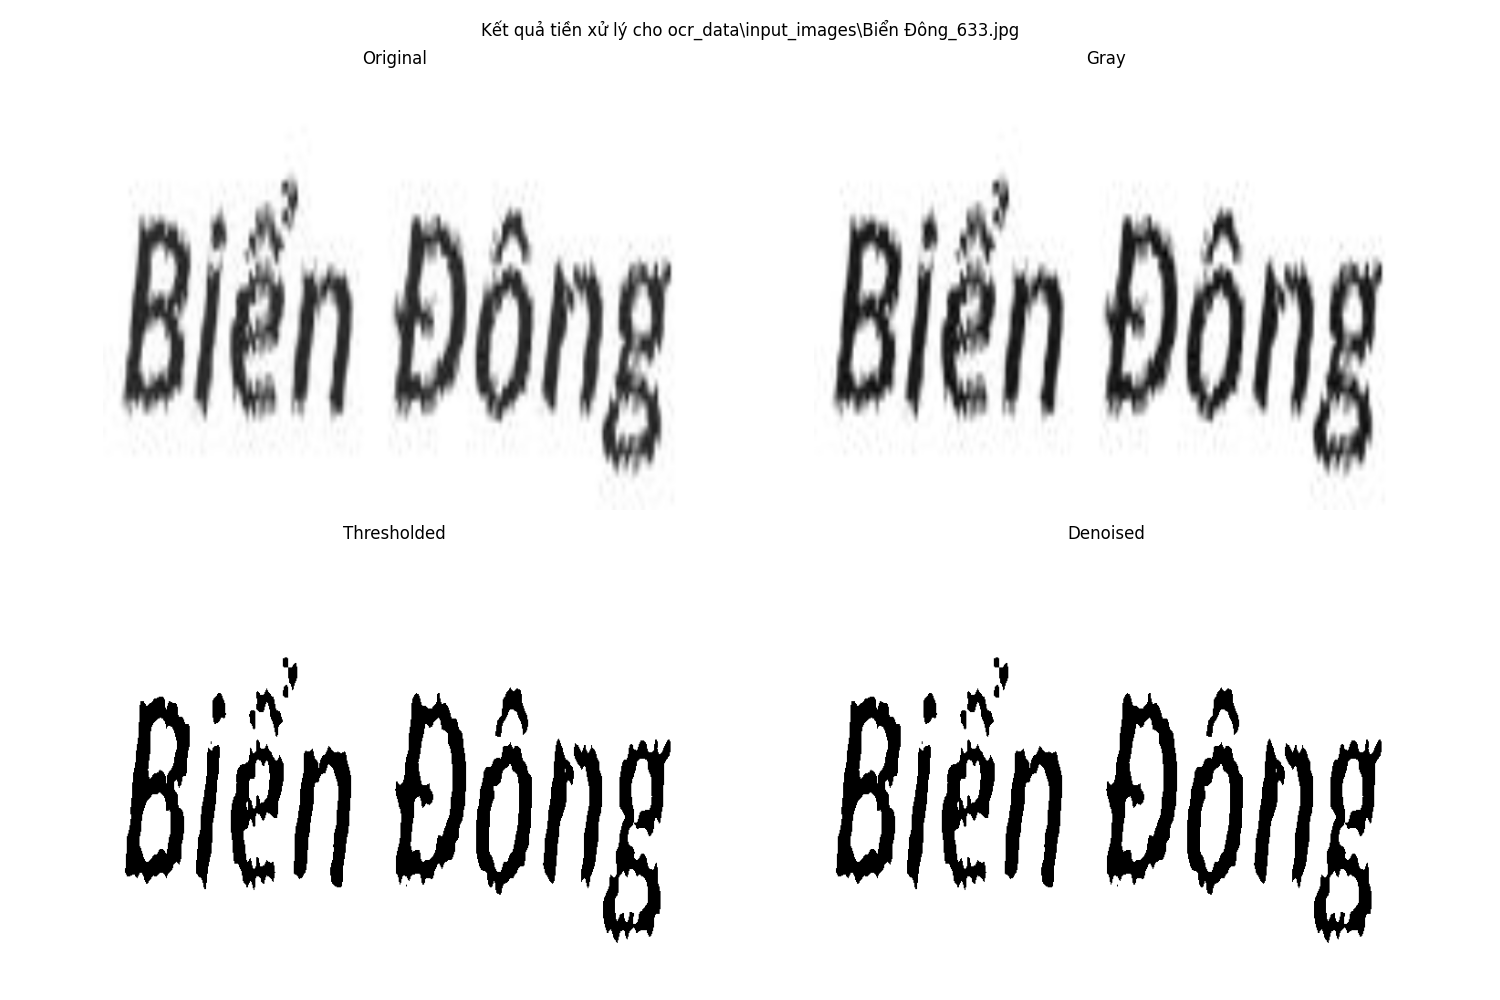 Kết quả tiền xử lý cho ocr_data\input_images\Biển Đông_633.jpg
Original
Gray
Biển Đông
Biển Đông
Thresholded
Denoised
Biển Đông
Biển Đông